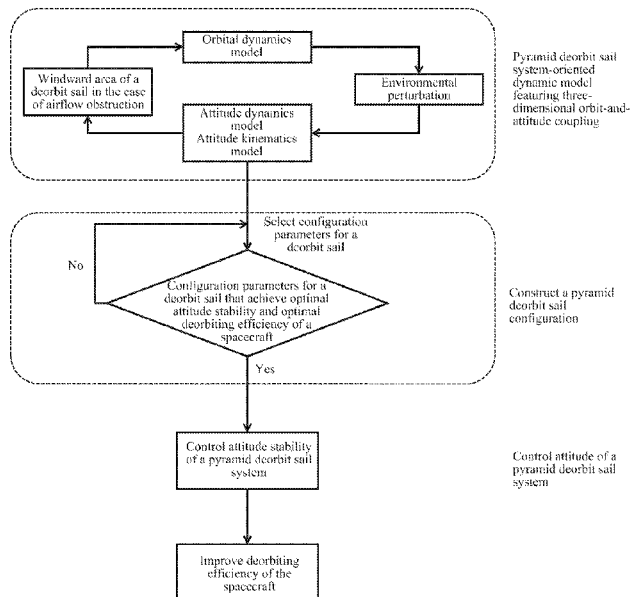 Orbital dynamics
model
Windward area of a
deorbit sail in the case
of airflow obstruction
Environmental
perturbation
Attitude dynamics
model
Attitude kinematics
model
Pyramid deorbit sail
system-oriented
dynamic model
featuring three-
dimensional orbit-and-
attitude coupling
Select configuration
parameters for a
deorbit sail
No
Configuration parameters for a
deorbit sail that achieve optimal
attitude stability and optimal
deorbiting efficiency of a
spacecraft
Construct a pyramid
deorbit sail
configuration
Yes
Control attitude stability
of a pyramid deorbit sail
system
Control attitude of a
pyramid deorbit sail
system
Improve deorbiting
efficiency of the
spacecraft